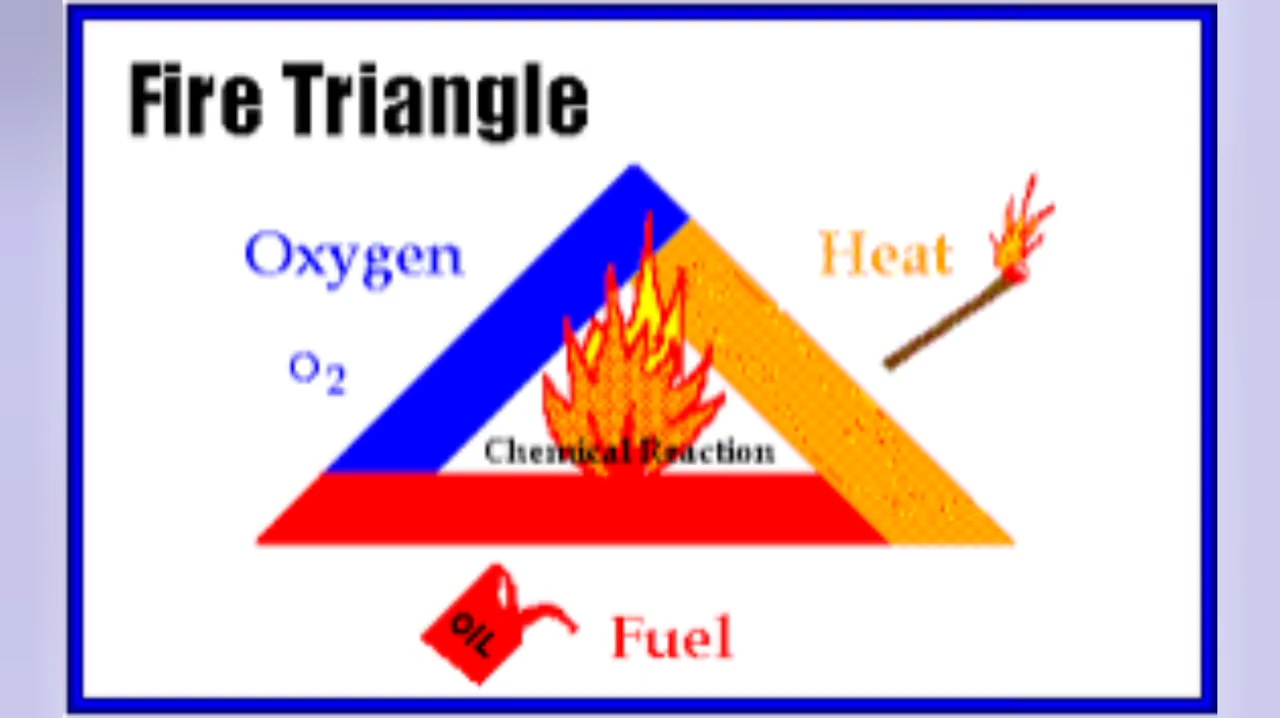 Fire Triangle
Oxygen
Heat
O2
Chemical Reaction
OIL
Fuel